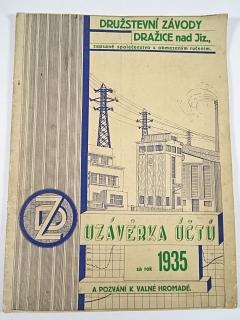 DRUŽSTEVNÍ ZÁVODY
DRAŽICE nad Jiz.,
zapsané společenstvo s obmezeným ručením.
DZ
UZÁVĚRKA ÚČTŮ
za rok 1935
A POZVÁNÍ K VALNÉ HROMADĚ.